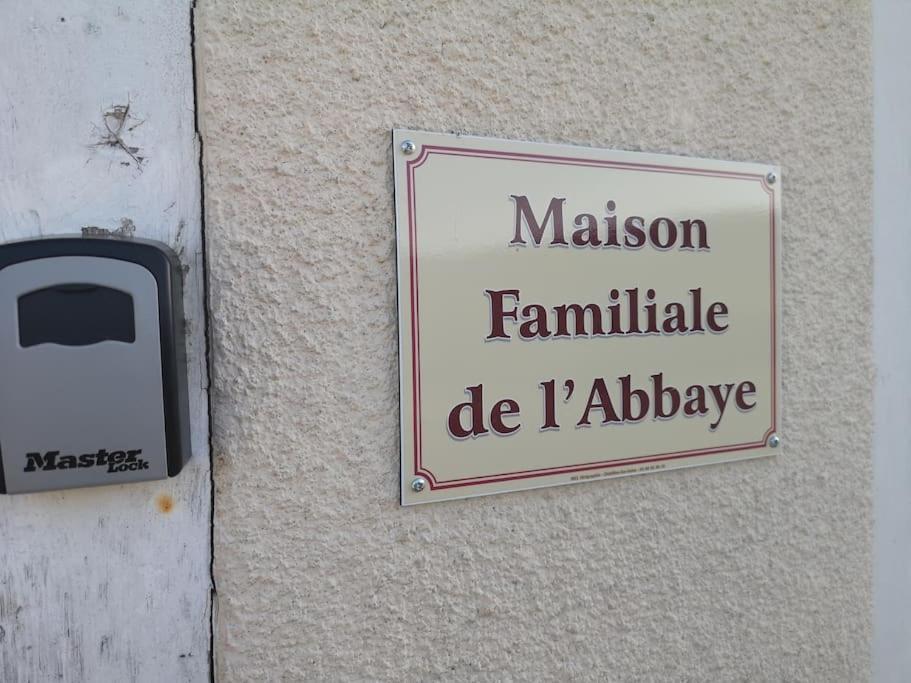 Master
Lock
Maison
Familiale
de l'Abbaye